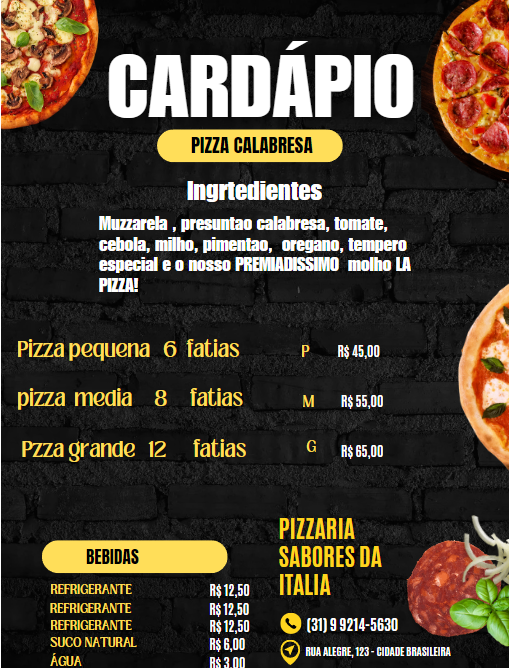 CARDÁPIO
PIZZA CALABRESA
Ingrtedientes
Muzzarela , presuntao calabresa, tomate,
cebola, milho, pimentao, oregano, tempero
especial e o nosso PREMIADISSIMO molho LA
PIZZA!
Pizza pequena 6 fatias P R$ 45,00
pizza media 8 fatias M R$ 55,00
Pzza grande 12 fatias G R$ 65,00
BEBIDAS
REFRIGERANTE R$ 12,50
REFRIGERANTE R$ 12,50
REFRIGERANTE R$ 12,50
SUCO NATURAL R$ 6,00
ÁGUA R$ 3,00
PIZZARIA
SABORES DA
ITALIA
(31) 9 9214-5630
RUA ALEGRE, 123 - CIDADE BRASILEIRA